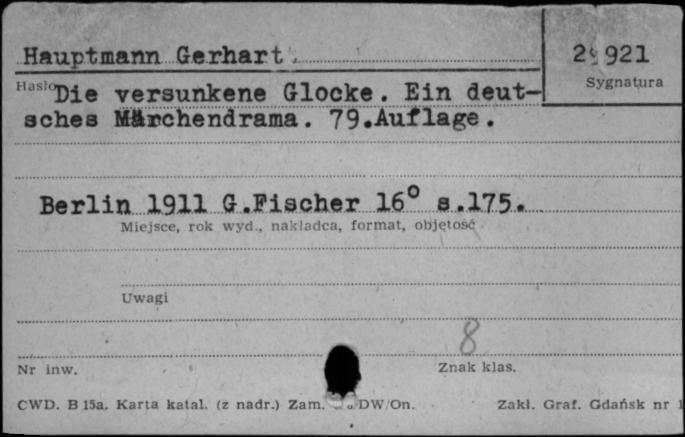 Hauptmann Gerhart
2 921
Sygnatura
Hasło
Die versunkene Glocke. Ein deut-
sches Märchendrama. 79.Auflage.
Berlin 1911 G.Fischer 16° s.175.
Miejsce, rok wyd., nakładca, format, objętość
Uwagi
8
Nr inw.
Znak klas.
CWD. B 15a. Karta katal. (z nadr.) Zam. DW/On.
Zakł. Graf. Gdańsk nr 1